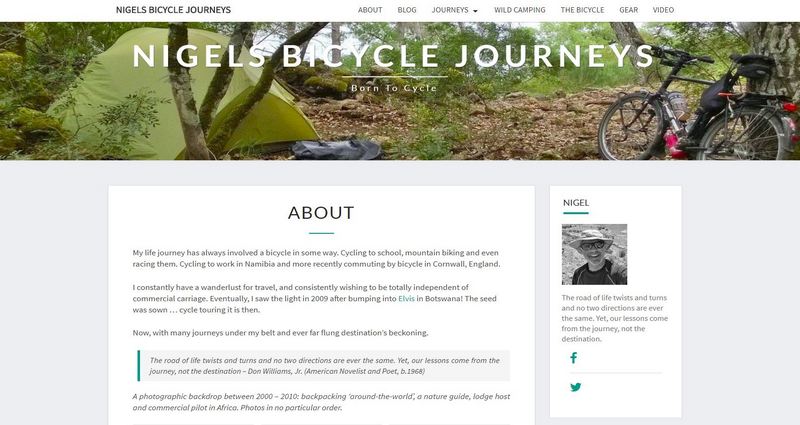 NIGELS BICYCLE JOURNEYS
ABOUT BLOG JOURNEYS WILD CAMPING THE BICYCLE GEAR VIDEO
NIGELS BICYCLE JOURNEYS
Born To Cycle
ABOUT
My life journey has always involved a bicycle in some way. Cycling to school, mountain biking and even
racing them. Cycling to work in Namibia and more recently commuting by bicycle in Cornwall, England.
I constantly have a wanderlust for travel, and consistently wishing to be totally independent of
commercial carriage. Eventually, I saw the light in 2009 after bumping into Elvis in Botswana! The seed
was sown … cycle touring it is then.
Now, with many journeys under my belt and ever far flung destination's beckoning.
The road of life twists and turns and no two directions are ever the same. Yet, our lessons come from the
journey, not the destination – Don Williams, Jr. (American Novelist and Poet, b.1968)
A photographic backdrop between 2000 – 2010: backpacking 'around-the-world', a nature guide, lodge host
and commercial pilot in Africa. Photos in no particular order.
NIGEL
The road of life twists and turns
and no two directions are ever
the same. Yet, our lessons come
from the journey, not the
destination.